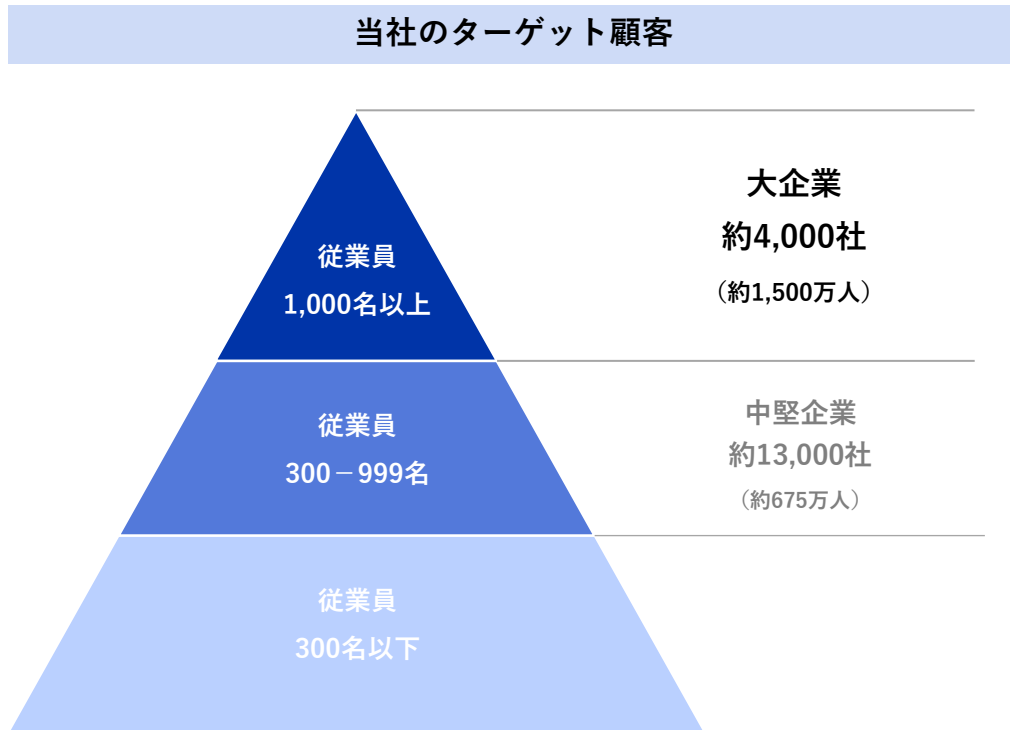 当社のターゲット顧客
大企業
約4,000社
（約1,500万人）
従業員
1,000名以上
中堅企業
約13,000社
（約675万人）
従業員
300－999名
従業員
300名以下